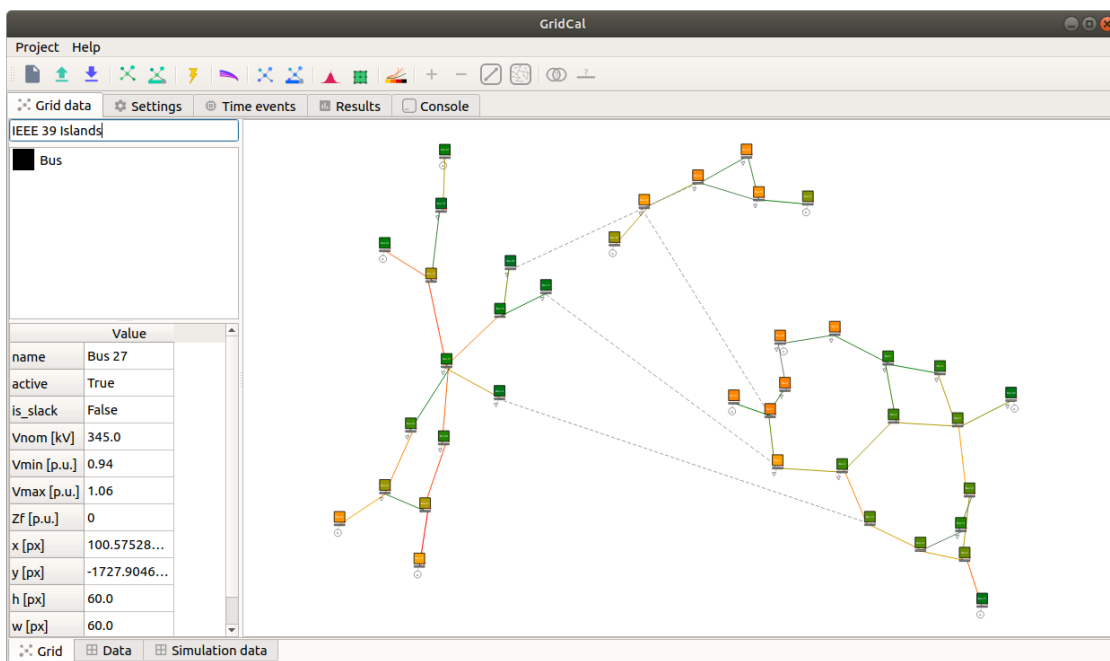 GridCal
Project Help
Grid data Settings Time events Results Console
IEEE 39 Islands
Bus
Value
name Bus 27
active True
is_slack False
Vnom [kV] 345.0
Vmin [p.u.] 0.94
Vmax [p.u.] 1.06
Zf [p.u.] 0
x [px] 100.57528...
y [px] -1727.9046...
h [px] 60.0
w [px] 60.0
Grid Data Simulation data